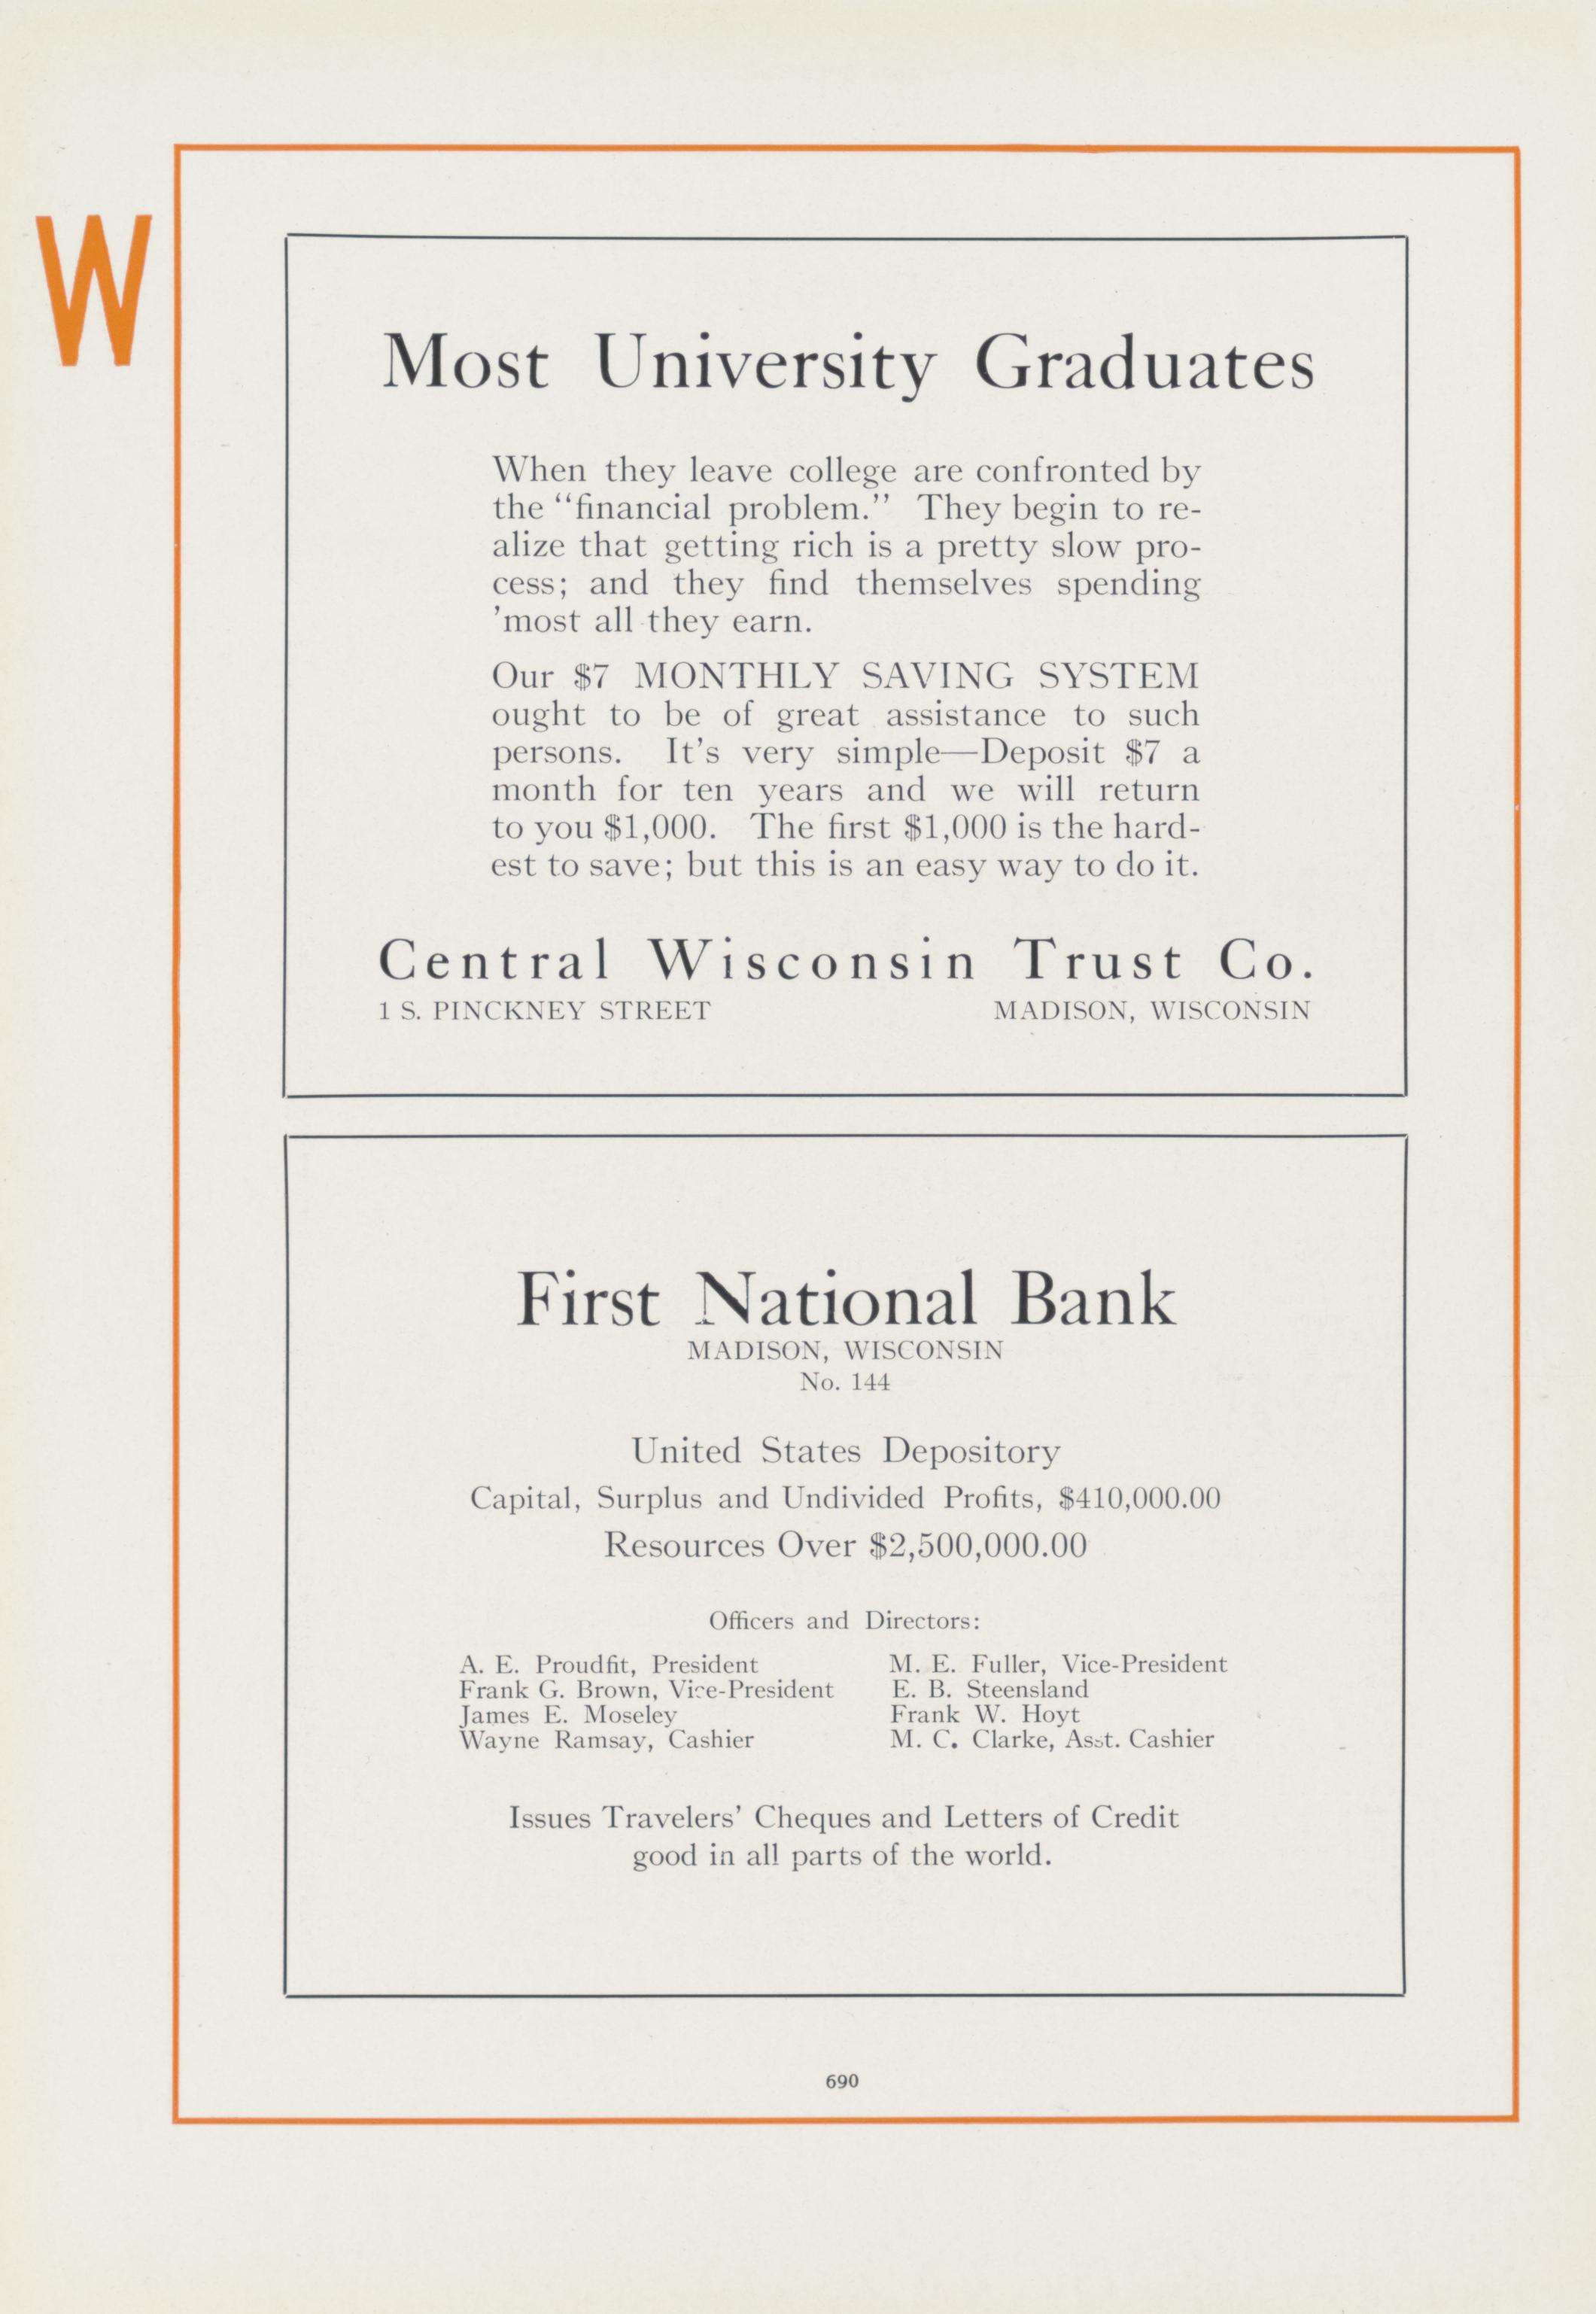 W
Most University Graduates
When they leave college are confronted by
the “financial problem.” They begin to re-
alize that getting rich is a pretty slow pro-
cess; and they find themselves spending
’most all they earn.
Our $7 MONTHLY SAVING SYSTEM
ought to be of great assistance to such
persons. It’s very simple—Deposit $7 a
month for ten years and we will return
to you $1,000. The first $1,000 is the hard-
est to save; but this is an easy way to do it.
Central Wisconsin Trust Co.
1 S. PINCKNEY STREET MADISON, WISCONSIN
First National Bank
MADISON, WISCONSIN
No. 144
United States Depository
Capital, Surplus and Undivided Profits, $410,000.00
Resources Over $2,500,000.00
Officers and Directors:
A. E. Proudfit, President M. E. Fuller, Vice-President
Frank G. Brown, Vice-President E. B. Steensland
James E. Moseley Frank W. Hoyt
Wayne Ramsay, Cashier M. C. Clarke, Asst. Cashier
Issues Travelers’ Cheques and Letters of Credit
good in all parts of the world.
690